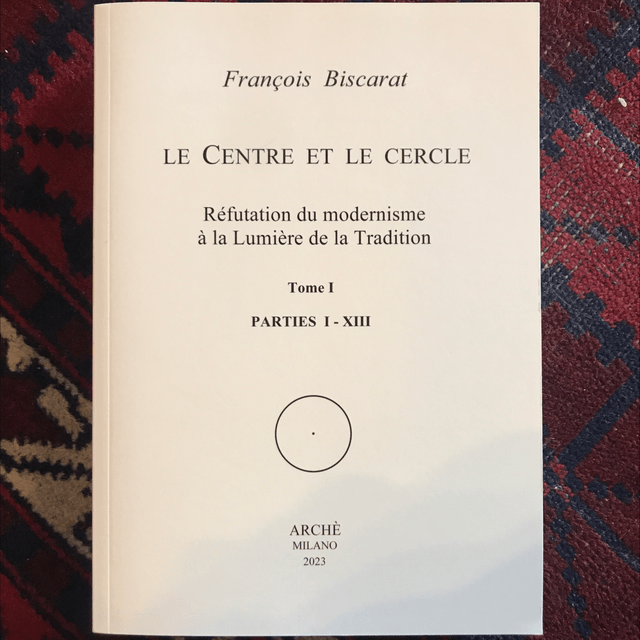 François Biscarat
LE CENTRE ET LE CERCLE
Réfutation du modernisme
à la Lumière de la Tradition
Tome I
PARTIES I - XIII
ARCHÈ
MILANO
2023